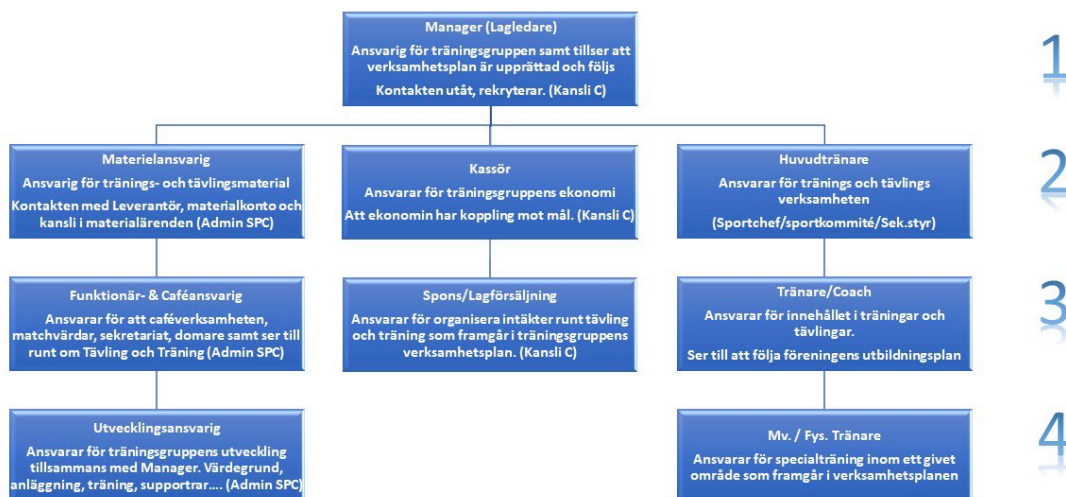 Manager (Lagledare)
Ansvarig för träningsgruppen samt tillser att
verksamhetsplan är upprättad och följs
Kontakten utåt, rekryterar. (Kansli C)
1
Materielansvarig
Ansvarig för tränings- och tävlingsmaterial
Kontakten med Leverantör, materialkonto och
kansli i materialärenden (Admin SPC)
Kassör
Ansvarar för träningsgruppens ekonomi
Att ekonomin har koppling mot mål. (Kansli C)
Huvudtränare
Ansvarar för tränings och tävlings
verksamheten
(Sportchef/sportkommité/Sek.styr)
2
Funktionär- & Caféansvarig
Ansvarar för att caféverksamheten,
matchvärdar, sekretariat, domare samt ser till
runt om Tävling och Träning (Admin SPC)
Spons/Lagförsäljning
Ansvarar för organisera intäkter runt tävling
och träning som framgår i träningsgruppens
verksamhetsplan. (Kansli C)
Tränare/Coach
Ansvarar för innehållet i träningar och
tävlingar.
Ser till att följa föreningens utbildningsplan
3
Utvecklingsansvarig
Ansvarar för träningsgruppens utveckling
tillsammans med Manager. Värdegrund,
anläggning, träning, supportrar.... (Admin SPC)
Mv. / Fys. Tränare
Ansvarar för specialträning inom ett givet
område som framgår i verksamhetsplanen
4